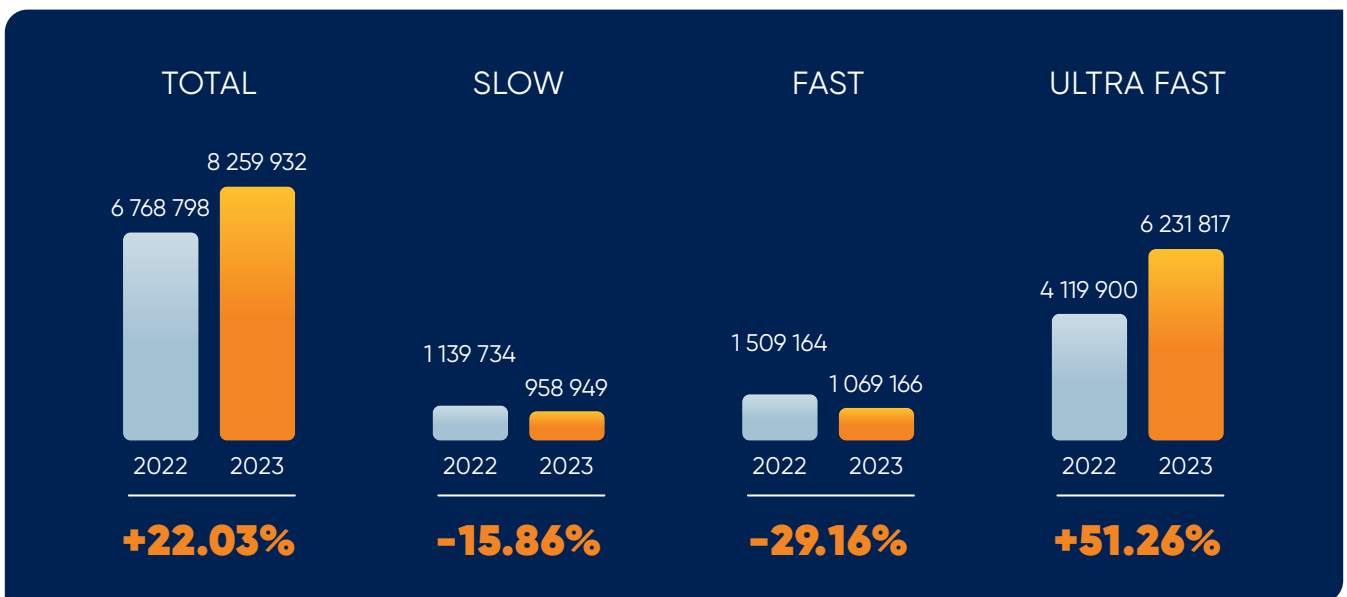 TOTAL
8 259 932
6 768 798
2022 2023
+22.03%
SLOW
1 139 734
958 949
2022 2023
-15.86%
FAST
1 509 164
1 069 166
2022 2023
-29.16%
ULTRA FAST
6 231 817
4 119 900
2022 2023
+51.26%